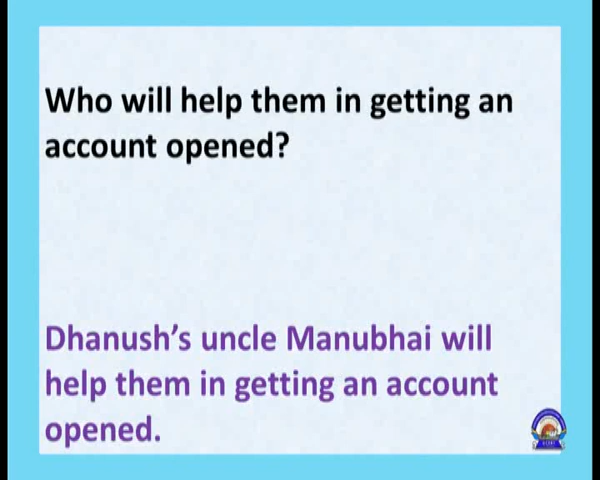 Who will help them in getting an
account opened?
Dhanush's uncle Manubhai will
help them in getting an account
opened.